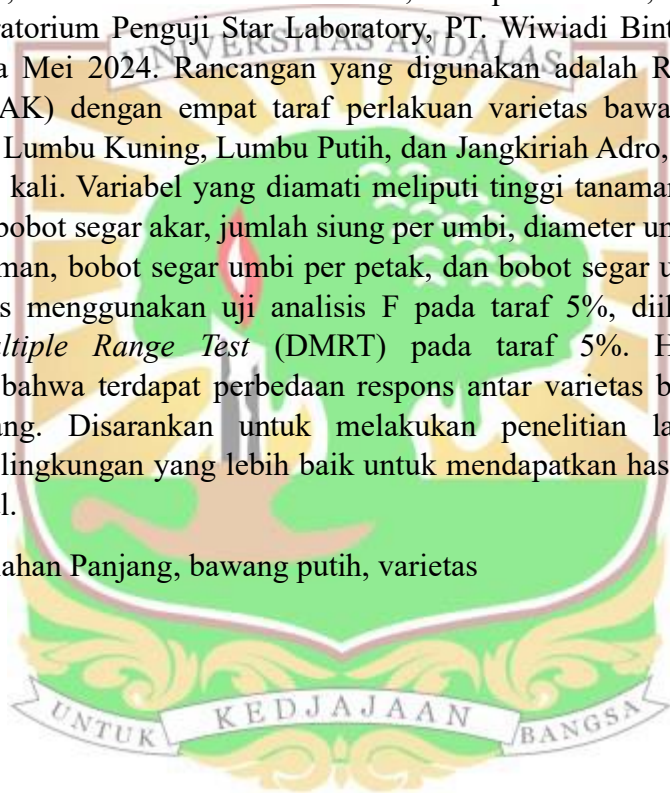 ratorium Penguji Star Laboratory, PT. Wiwiadi Bint
UNIVERSITAS ANDALAS
a Mei 2024. Rancangan yang digunakan adalah R
AK) dengan empat taraf perlakuan varietas bawa
Lumbu Kuning, Lumbu Putih, dan Jangkiriah Adro,
kali. Variabel yang diamati meliputi tinggi tanaman
bobot segar akar, jumlah siung per umbi, diameter un
man, bobot segar umbi per petak, dan bobot segar u
s menggunakan uji analisis F pada taraf 5%, diil
ltiple Range Test (DMRT) pada taraf 5%. H
bahwa terdapat perbedaan respons antar varietas b
ang. Disarankan untuk melakukan penelitian la
lingkungan yang lebih baik untuk mendapatkan has
l.
ahan Panjang, bawang putih, varietas
UNTUK KEDJAJAAN BANGSA